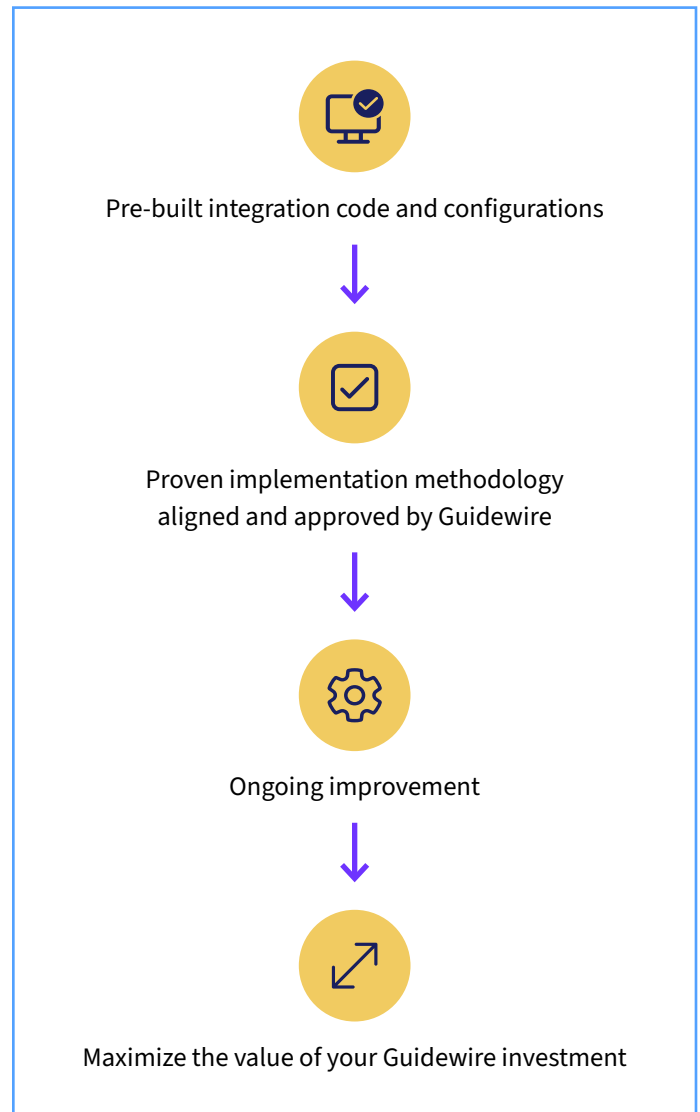 Pre-built integration code and configurations
Proven implementation methodology
aligned and approved by Guidewire
Ongoing improvement
Maximize the value of your Guidewire investment